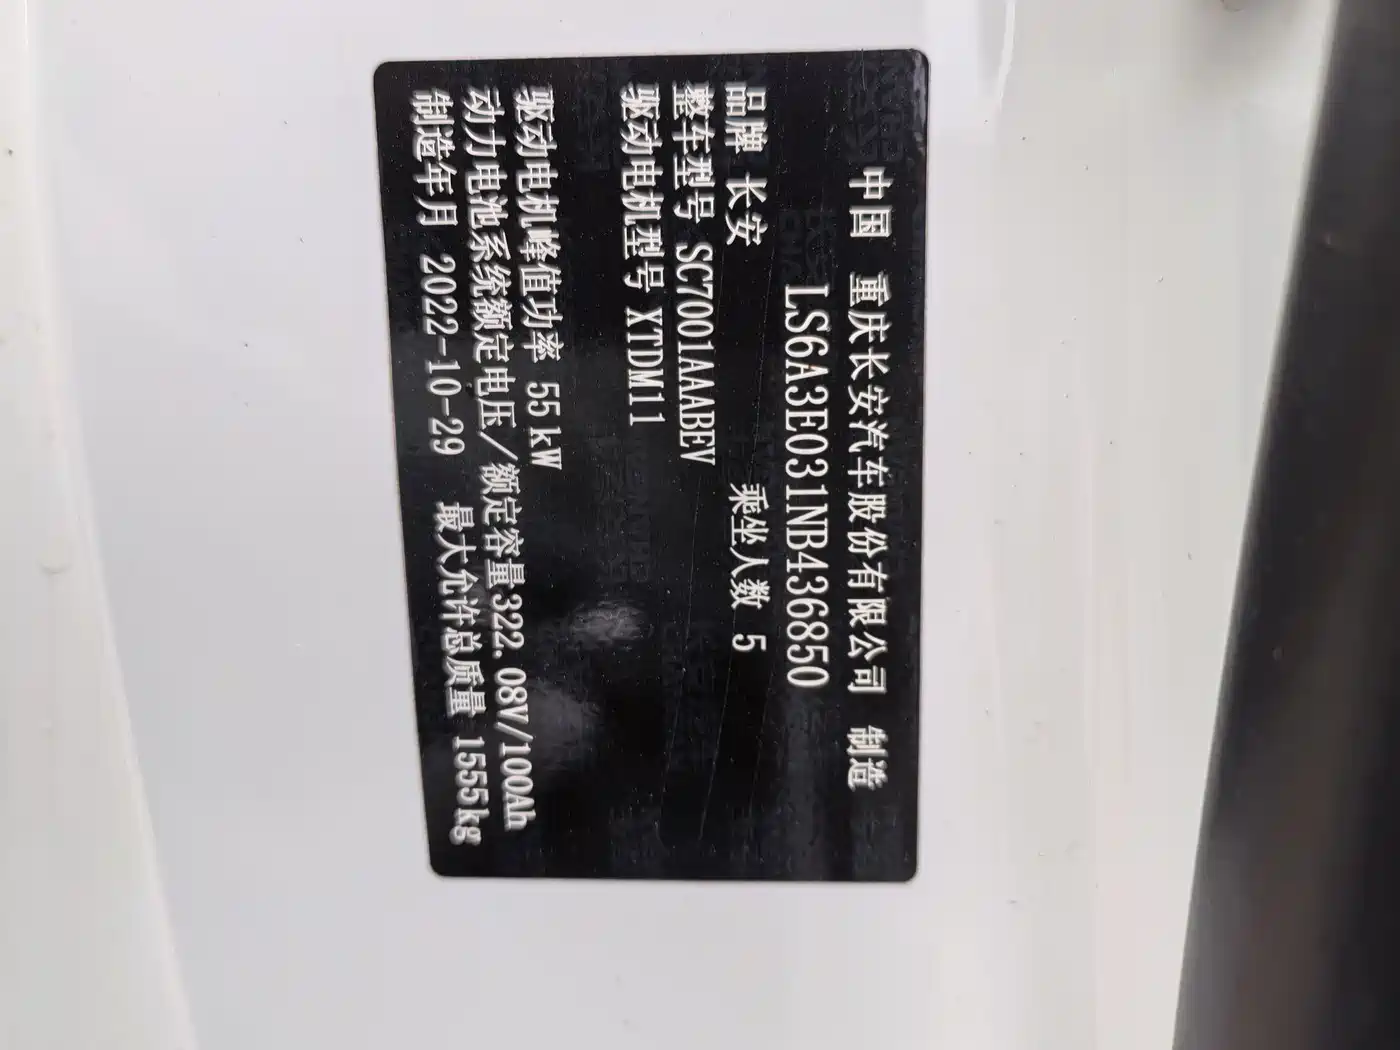 中国 重庆长安汽车股份有限公司 制造
LS6A3E031NB436850
品牌 长安 乘坐人数 5
整车型号 SC7001AAABEV
驱动电机型号 XTDM11
驱动电机峰值功率 55kW
动力电池系统额定电压/额定容量322.08V/100Ah
制造年月 2022-10-29 最大允许总质量 1555kg